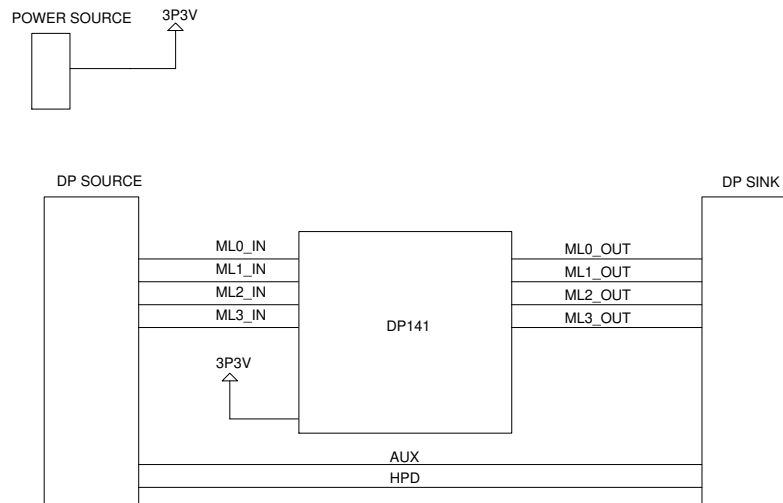 POWER SOURCE
3P3V
DP SOURCE
DP SINK
ML0_IN
ML1_IN
ML2_IN
ML3_IN
DP141
ML0_OUT
ML1_OUT
ML2_OUT
ML3_OUT
3P3V
AUX
HPD